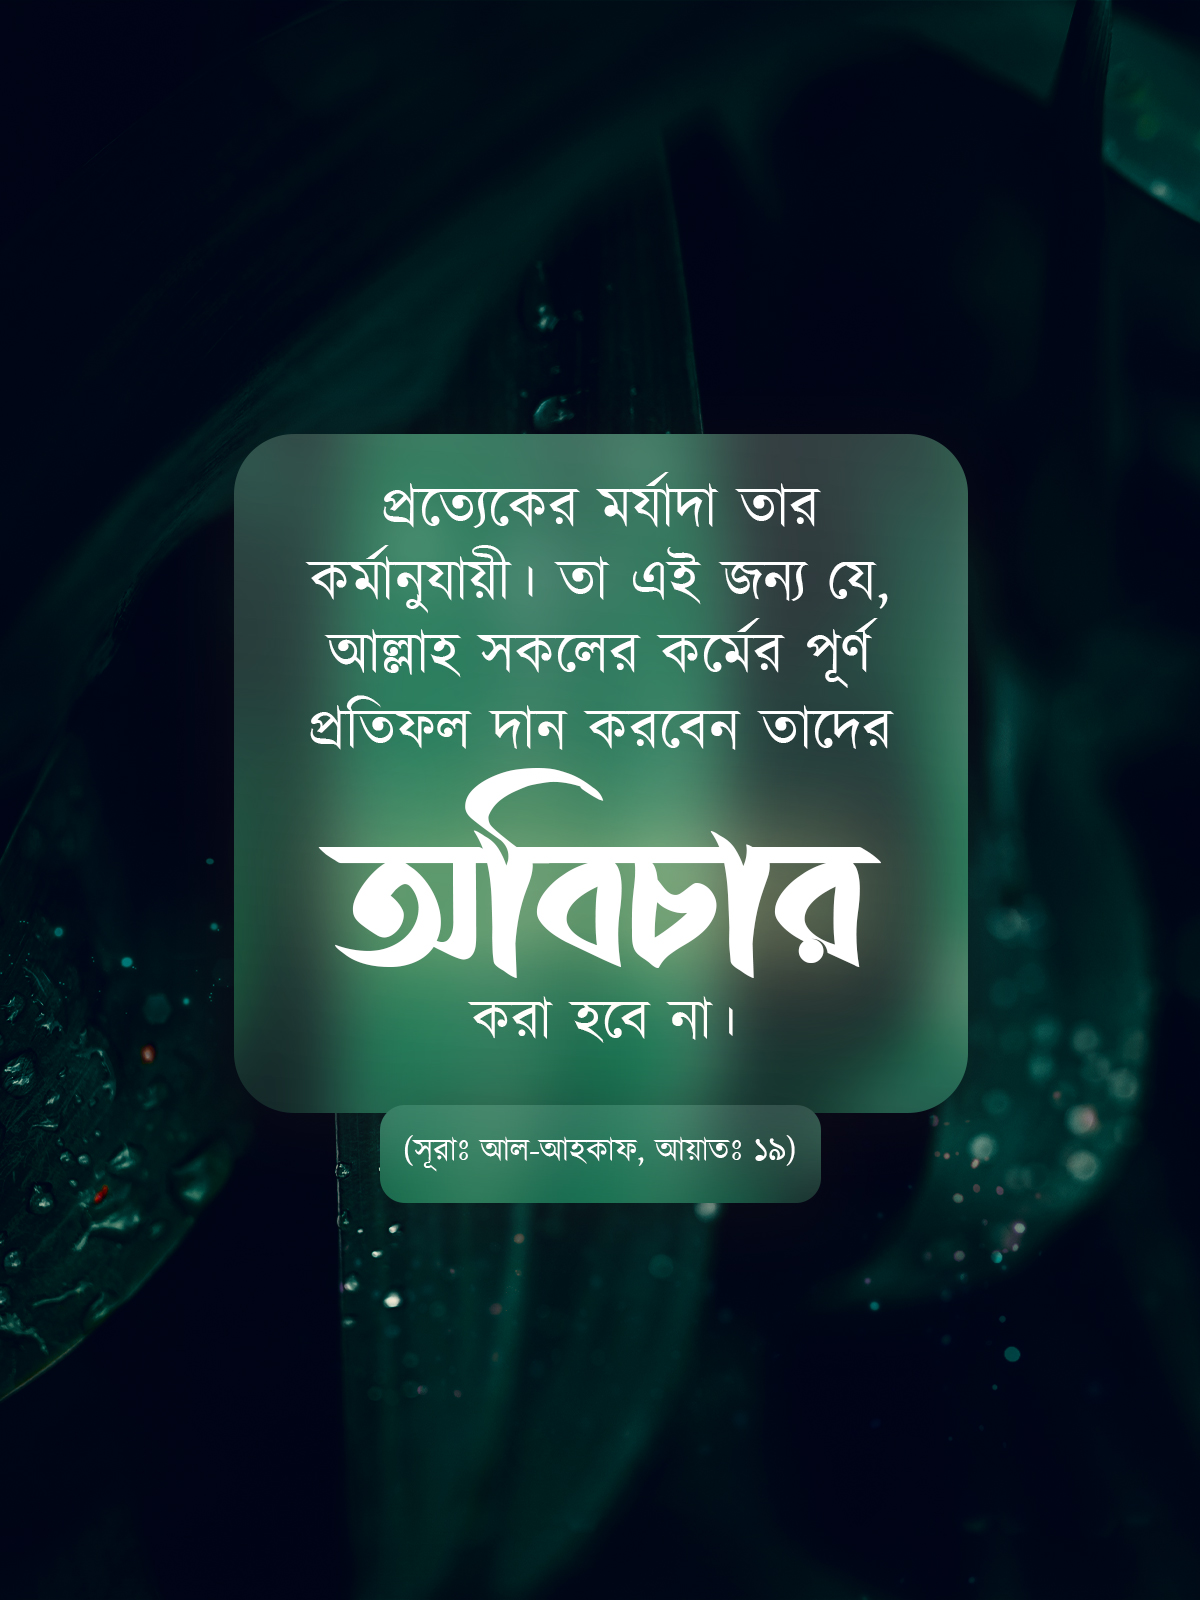 প্রত্যেকের মর্যাদা তার
কর্মানুযায়ী। তা এই জন্য যে,
আল্লাহ সকলের কর্মের পূর্ণ
প্রতিফল দান করবেন তাদের
অবিচার
করা হবে না।
(সূরাঃ আল-আহকাফ, আয়াতঃ ১৯)